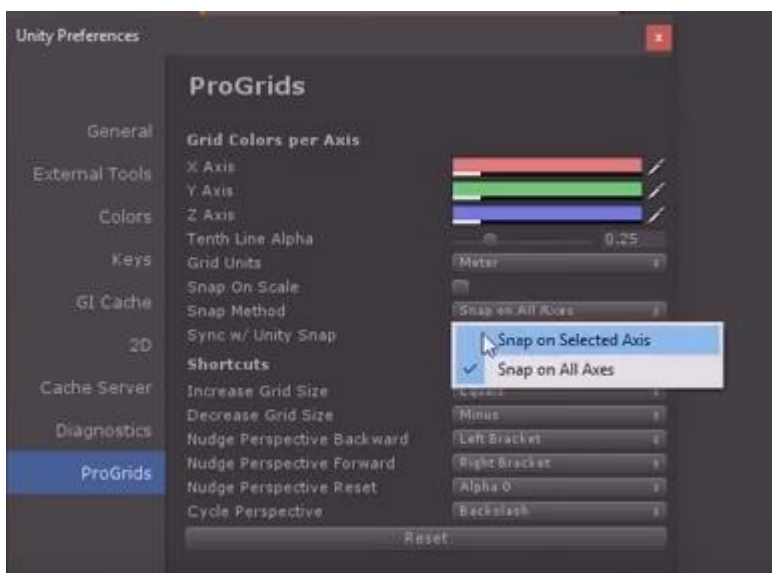 Unity Preferences
x
ProGrids
General
External Tools
Colors
Keys
GI Cache
2D
Cache Server
Diagnostics
ProGrids
Grid Colors per Axis
X Axis
Y Axis
Z Axis
Tenth Line Alpha 0.25
Grid Units Meter
Snap On Scale
Snap Method Snap on All Axes
Sync w/ Unity Snap
Snap on Selected Axis
Snap on All Axes
Shortcuts
Increase Grid Size Equals
Decrease Grid Size Minus
Nudge Perspective Backward Left Bracket
Nudge Perspective Forward Right Bracket
Nudge Perspective Reset Alpha 0
Cycle Perspective Backslash
Reset